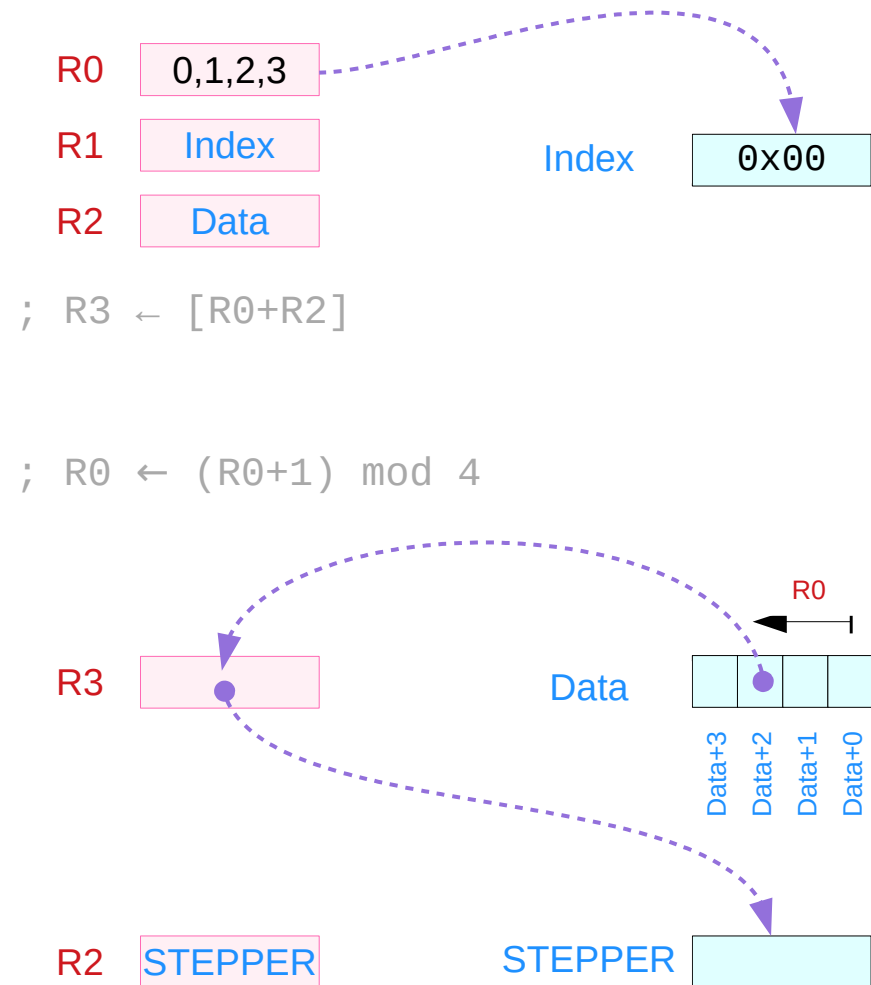 R0 0,1,2,3
R1 Index
Index 0x00
R2 Data
; R3 ← [R0+R2]
; R0 ← (R0+1) mod 4
R0
R3 Data
Data+3 Data+2 Data+1 Data+0
R2 STEPPER STEPPER